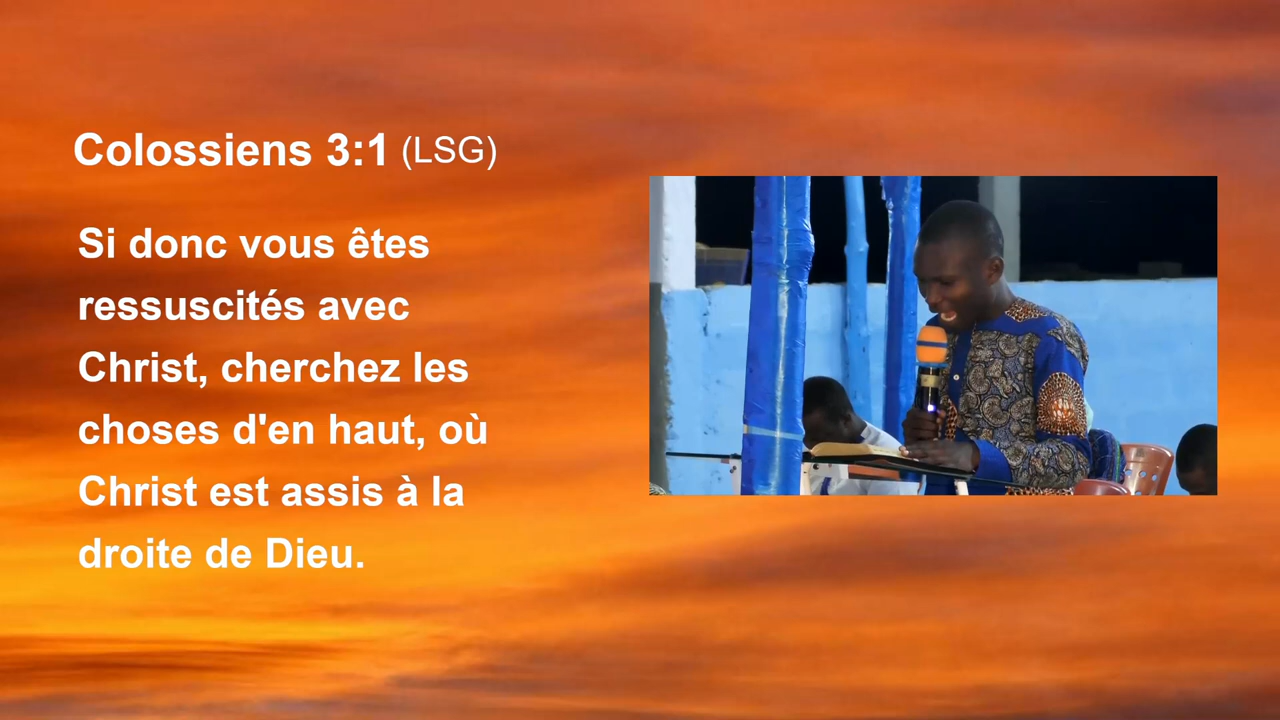 Colossiens 3:1 (LSG)
Si donc vous êtes
ressuscités avec
Christ, cherchez les
choses d'en haut, où
Christ est assis à la
droite de Dieu.